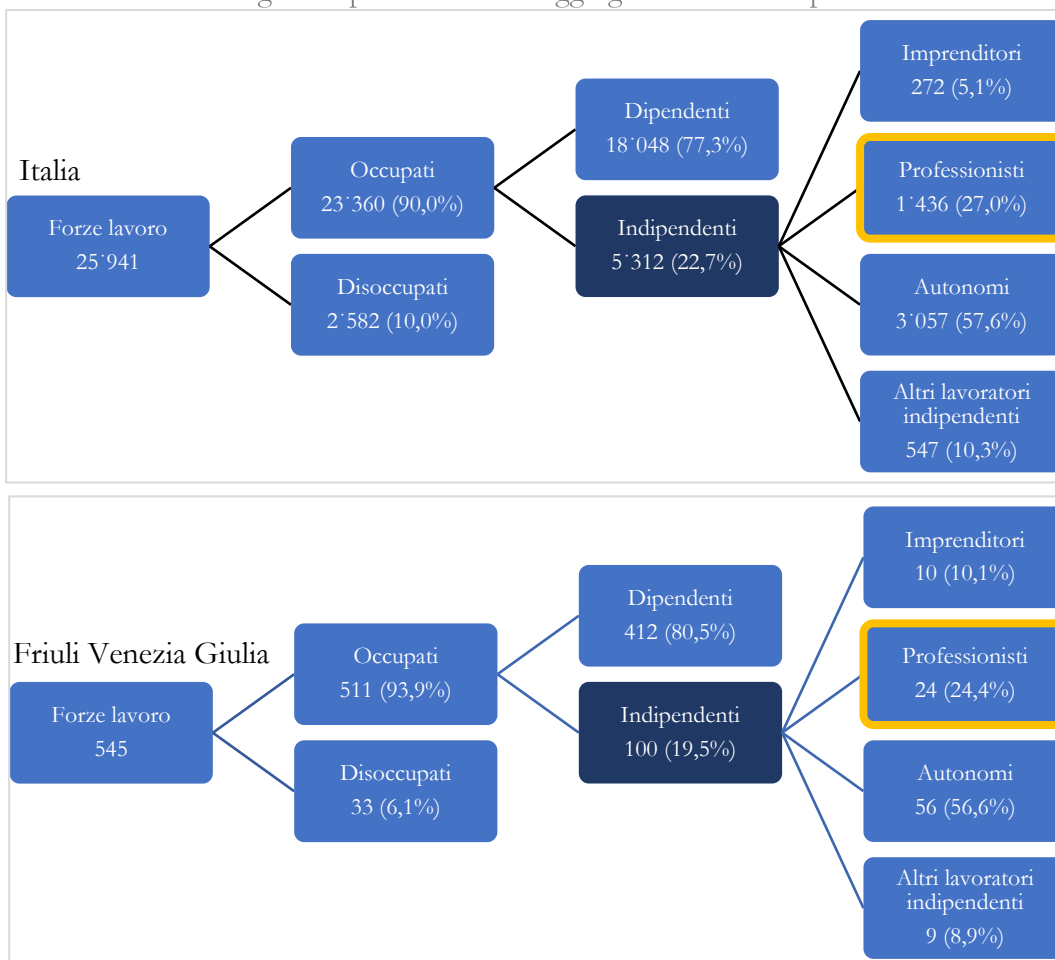 Italia
Forze lavoro
25˙941
Occupati
23˙360 (90,0%)
Disoccupati
2˙582 (10,0%)
Dipendenti
18˙048 (77,3%)
Indipendenti
5˙312 (22,7%)
Imprenditori
272 (5,1%)
Professionisti
1˙436 (27,0%)
Autonomi
3˙057 (57,6%)
Altri lavoratori
indipendenti
547 (10,3%)
Friuli Venezia Giulia
Forze lavoro
545
Occupati
511 (93,9%)
Disoccupati
33 (6,1%)
Dipendenti
412 (80,5%)
Indipendenti
100 (19,5%)
Imprenditori
10 (10,1%)
Professionisti
24 (24,4%)
Autonomi
56 (56,6%)
Altri lavoratori
indipendenti
9 (8,9%)